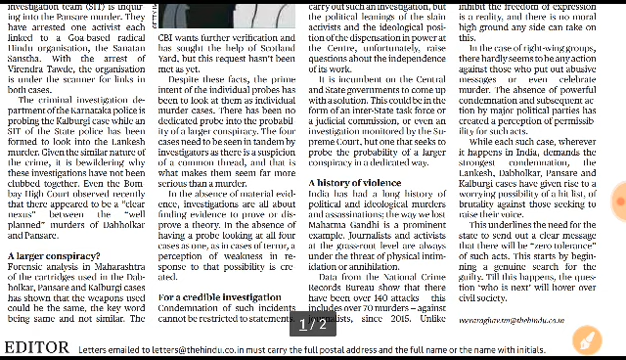 investigation team (SIT) is inquir-
ing into the Pansare murder. They
have arrested one activist each
linked to a Goa-based radical
Hindu organisation, the Sanatan
Sanstha. With the arrest of
Virendra Tawde, the organisation
is under the scanner for links in
both cases.
The criminal investigation de-
partment of the Karnataka police is
probing the Kalburgi case while an
SIT of the State police has been
formed to look into the Lankesh
murder. Given the similar nature of
the crime, it is bewildering why
these investigations have not been
clubbed together. Even the Bom-
bay High Court observed recently
that there appeared to be a "clear
nexus" between the "well
planned" murders of Dabholkar
and Pansare.
A larger conspiracy?
Forensic analysis in Maharashtra
of the cartridges used in the Dab-
holkar, Pansare and Kalburgi cases
has shown that the weapons used
could be the same, the key word
being same and not similar. The
CBI wants further verification and
has sought the help of Scotland
Yard, but this request hasn't been
met as yet.
Despite these facts, the prime
intent of the individual probes has
been to look at them as individual
murder cases. There has been no
dedicated probe into the probabil-
ity of a larger conspiracy. The four
cases need to be seen in tandem by
investigators as there is a suspicion
of a common thread, and that is
what makes them seem far more
serious than a murder.
In the absence of material evid-
ence, investigations are all about
finding evidence to prove or dis-
prove a theory. In the absence of
having a probe looking at all four
cases as one, as in cases of terror, a
perception of weakness in re-
sponse to that possibility is cre-
ated.
For a credible investigation
Condemnation of such incidents
cannot be restricted to statements
carry out such an investigation, but
the political leanings of the slain
activists and the ideological posi-
tion of the dispensation in power at
the Centre, unfortunately, raise
questions about the independence
of its work.
It is incumbent on the Central
and State governments to come up
with a solution. This could be in the
form of an inter-State task force or
a judicial commission, or even an
investigation monitored by the Su-
preme Court, but one that seeks to
probe the probability of a larger
conspiracy in a dedicated way.
A history of violence
India has had a long history of
political and ideological murders
and assassinations; the way we lost
Mahatma Gandhi is a prominent
example. Journalists and activists
at the grass-root level are always
under the threat of physical intim-
idation or annihilation.
Data from the National Crime
Records Bureau show that there
have been over 140 attacks this
includes over 70 murders – against
journalists, since 2015. Unlike
inhibit the freedom of expression
is a reality, and there is no moral
high ground any side can take on
this.
In the case of right-wing groups,
there hardly seems to be any action
against those who put out abusive
messages or even celebrate
murder. The absence of powerful
condemnation and subsequent ac-
tion by major political parties has
created a perception of permissib-
ility for such acts.
While each such case, wherever
it happens in India, demands the
strongest condemnation, the
Lankesh, Dabholkar, Pansare and
Kalburgi cases have given rise to a
worrying possibility of a hit list, of
brutality against those seeking to
raise their voice.
This underlines the need for the
state to send out a clear message
that there will be "zero tolerance"
of such acts. This starts by begin-
ning a genuine search for the
guilty. Till this happens, the ques-
tion 'who is next' will hover over
civil society.
veeraraghav.tm@thehindu.co.in
1/2
EDITOR Letters emailed to letters@thehindu.co.in must carry the full postal address and the full name or the name with initials.